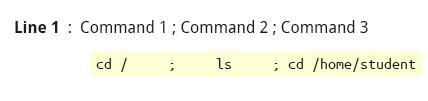 Line 1 : Command 1 ; Command 2 ; Command 3
cd / ; ls ; cd /home/student